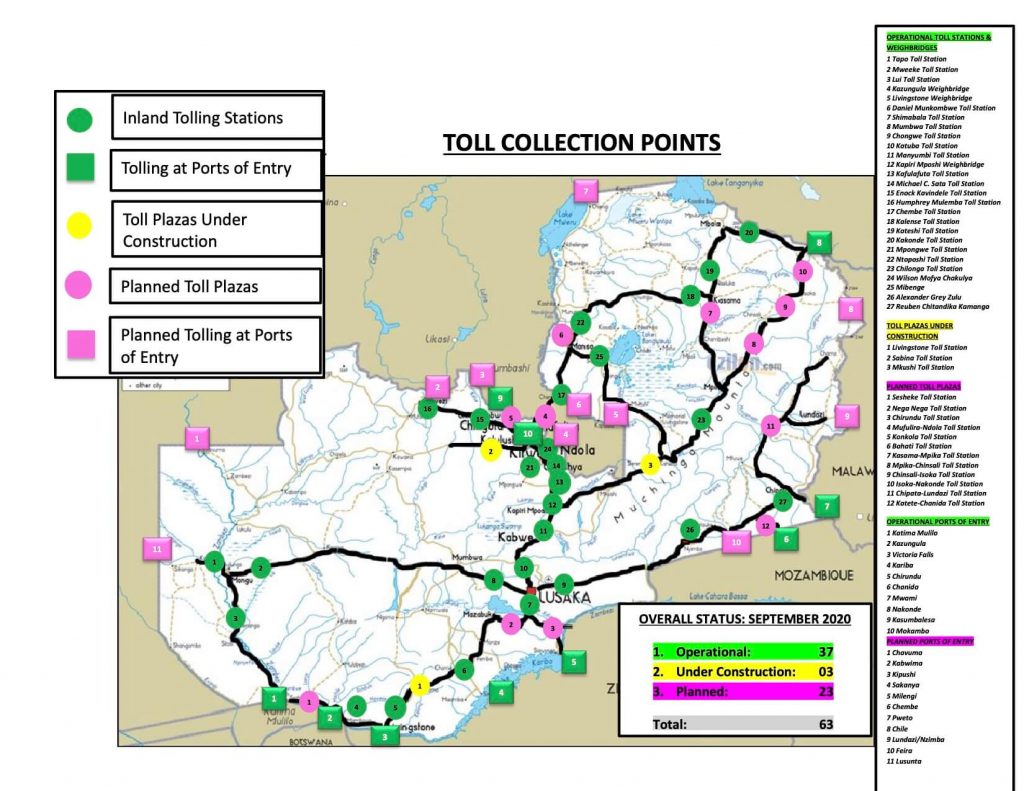 TOLL COLLECTION POINTS
Inland Tolling Stations
Tolling at Ports of Entry
Toll Plazas Under
Construction
Planned Toll Plazas
Planned Tolling at Ports
of Entry
other city
Lake Tanganyika
Lake
Mweru
Likasi
Kasama
Mansa
Lundazi
Ndola
Kapiri
Kabwe
Mumbwa
Mongu
LUSAKA
Mazabuka
Kariba
Muchinga Mountains
MALAW
MOZAMBIQUE
Lake Cahora Bassa
Mulilo
BOTSWANA
OVERALL STATUS: SEPTEMBER 2020
1. Operational: 37
2. Under Construction: 03
3. Planned: 23
Total: 63
OPERATIONAL TOLL STATIONS &
WEIGHBRIDGES
1 Tapo Toll Station
2 Mweeke Toll Station
3 Lui Toll Station
4 Kazungula Weighbridge
5 Livingstone Weighbridge
6 Daniel Munkombwe Toll Station
7 Shimabala Toll Station
8 Mumbwa Toll Station
9 Chongwe Toll Station
10 Katuba Toll Station
11 Manyumbi Toll Station
12 Kapiri Mposhi Weighbridge
13 Kafulafuta Toll Station
14 Michael C. Sata Toll Station
15 Enock Kavindele Toll Station
16 Humphrey Mulemba Toll Station
17 Chembe Toll Station
18 Kalense Toll Station
19 Kateshi Toll Station
20 Kakonde Toll Station
21 Mpongwe Toll Station
22 Ntoposhi Toll Station
23 Chilonga Toll Station
24 Wilson Mofya Chakulya
25 Mibenge
26 Alexander Grey Zulu
27 Reuben Chitandika Kamanga
TOLL PLAZAS UNDER
CONSTRUCTION
1 Livingstone Toll Station
2 Sabina Toll Station
3 Mkushi Toll Station
PLANNED TOLL PLAZAS
1 Sesheke Toll Station
2 Nega Nega Toll Station
3 Chirundu Toll Station
4 Mufulira-Ndola Toll Station
5 Konkola Toll Station
6 Bahati Toll Station
7 Kasama-Mpika Toll Station
8 Mpika-Chinsali Toll Station
9 Chinsali-Isoka Toll Station
10 Isoka-Nakonde Toll Station
11 Chipata-Lundazi Toll Station
12 Katete-Chanida Toll Station
OPERATIONAL PORTS OF ENTRY
1 Katima Mulilo
2 Kazungula
3 Victoria Falls
4 Kariba
5 Chirundu
6 Chanida
7 Mwami
8 Nakonde
9 Kasumbalesa
10 Mokambo
PLANNED PORTS OF ENTRY
1 Chavuma
2 Kabwima
3 Kipushi
4 Sakanya
5 Milengi
6 Chembe
7 Pweto
8 Chile
9 Lundazi/Nzimba
10 Feira
11 Lusunta